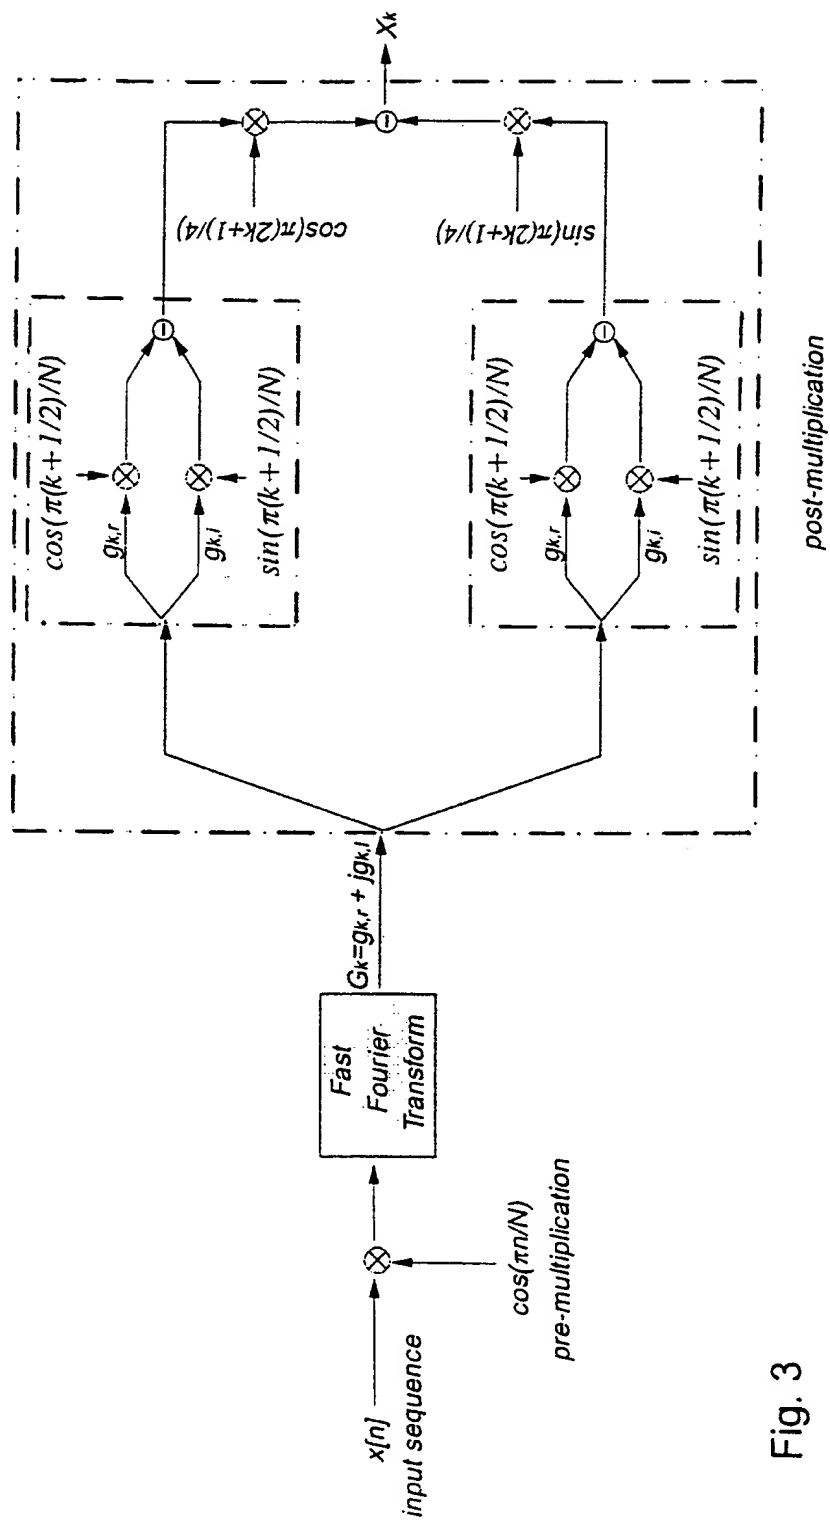 x[n]
input sequence
cos(πn/N)
pre-multiplication
Fast
Fourier
Transform
Gk=gk,r + jgk,i
cos(π(k+1/2)/N)
gk,r
gk,i
sin(π(k+1/2)/N)
cos(π(2k+1)/4)
cos(π(k+1/2)/N)
gk,r
gk,i
sin(π(k+1/2)/N)
sin(π(2k+1)/4)
Xk
post-multiplication
Fig. 3